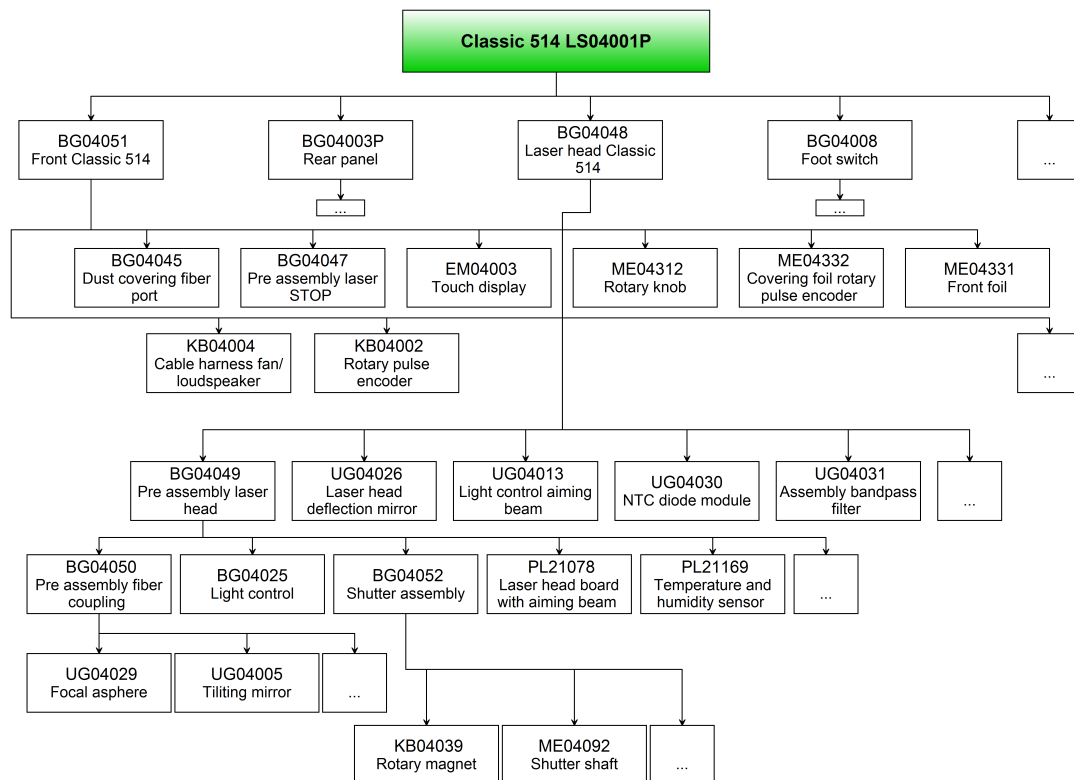 Classic 514 LS04001P
BG04051
Front Classic 514
BG04003P
Rear panel
BG04048
Laser head Classic
514
BG04008
Foot switch
...
...
...
BG04045
Dust covering fiber
port
BG04047
Pre assembly laser
STOP
EM04003
Touch display
ME04312
Rotary knob
ME04332
Covering foil rotary
pulse encoder
ME04331
Front foil
KB04004
Cable harness fan/
loudspeaker
KB04002
Rotary pulse
encoder
...
BG04049
Pre assembly laser
head
UG04026
Laser head
deflection mirror
UG04013
Light control aiming
beam
UG04030
NTC diode module
UG04031
Assembly bandpass
filter
...
BG04050
Pre assembly fiber
coupling
BG04025
Light control
BG04052
Shutter assembly
PL21078
Laser head board
with aiming beam
PL21169
Temperature and
humidity sensor
...
UG04029
Focal asphere
UG04005
Tiliting mirror
...
KB04039
Rotary magnet
ME04092
Shutter shaft
...